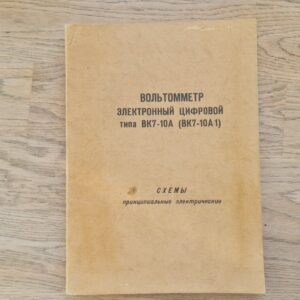 ВОЛЬТОММЕТР
ЭЛЕКТРОННЫЙ ЦИФРОВОЙ
типа ВК7-10А (ВК7-10А1)
СХЕМЫ
принципиальные электрические